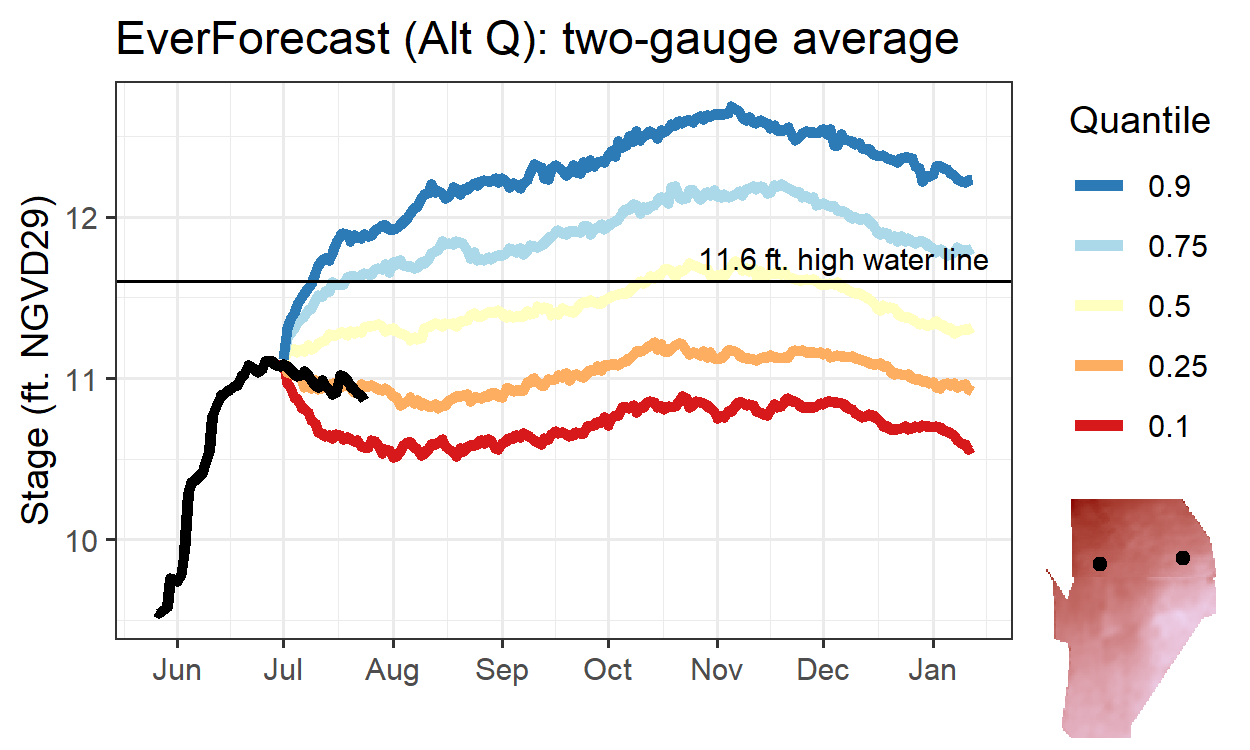 EverForecast (Alt Q): two-gauge average
Stage (ft. NGVD29)
12
11
10
11.6 ft. high water line
Jun Jul Aug Sep Oct Nov Dec Jan
Quantile
0.9
0.75
0.5
0.25
0.1